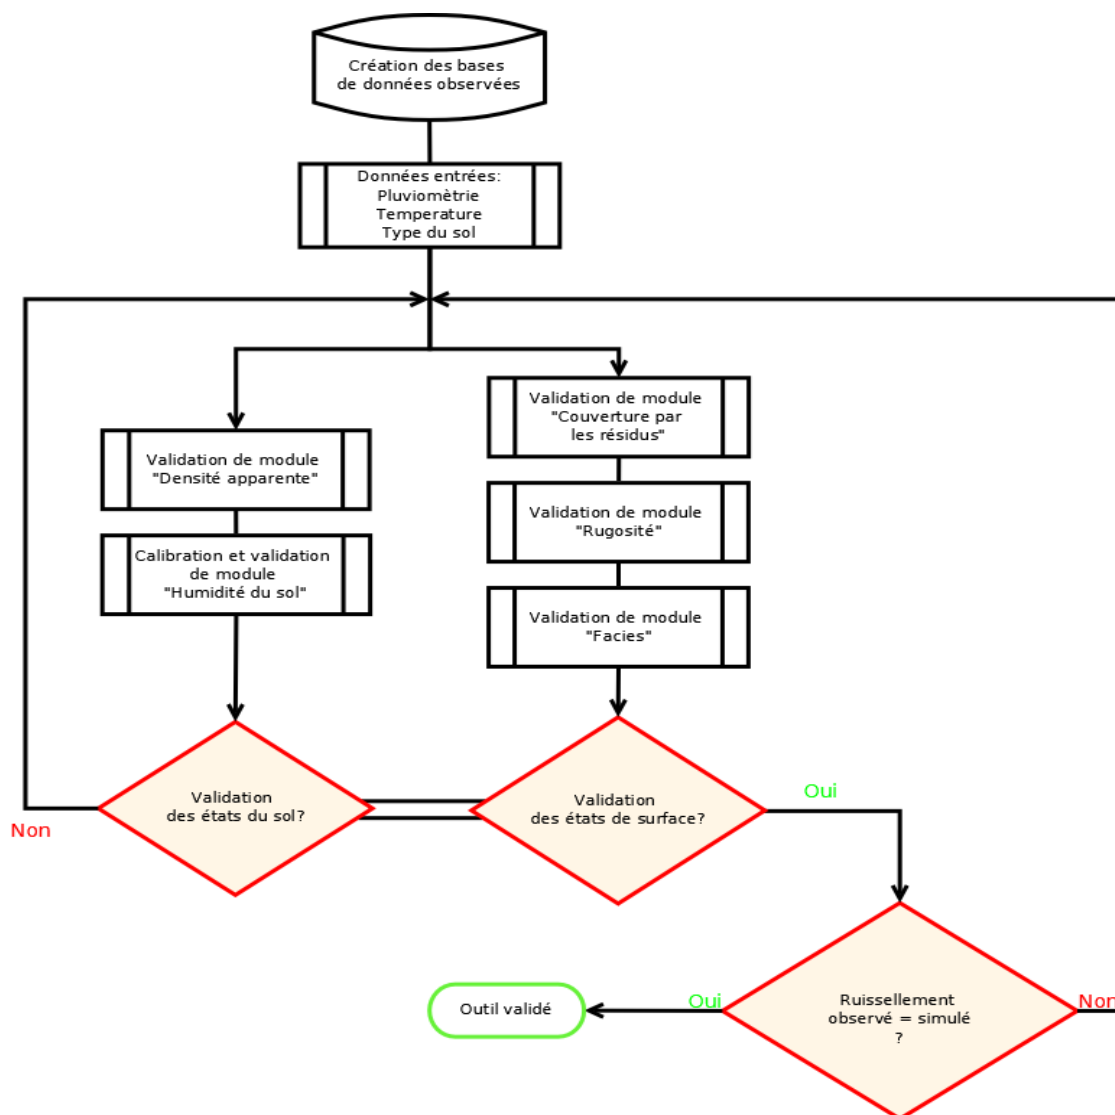 Création des bases
de données observées
Données entrées:
Pluviomètrie
Temperature
Type du sol
Validation de module
"Couverture par
les résidus"
Validation de module
"Densité apparente"
Validation de module
"Rugosité"
Calibration et validation
de module
"Humidité du sol"
Validation de module
"Facies"
Validation
des états du sol?
Validation
des états de surface?
Oui
Non
Ruissellement
observé = simulé
?
Oui
Non
Outil validé